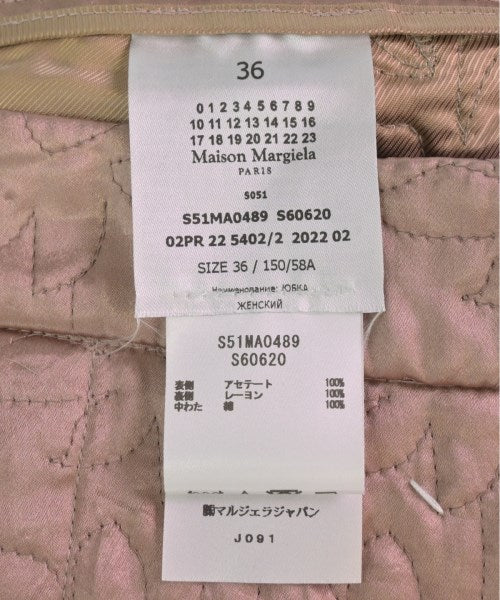 36
0 1 2 3 4 5 6 7 8 9
10 11 12 13 14 15 16
17 18 19 20 21 22 23
Maison Margiela
PARIS
S051
S51MA0489 S60620
02PR 22 5402/2 2022 02
SIZE 36 / 150/58A
Наименование: ЮБКА
ЖЕНСКИЙ
S51MA0489
S60620
表側 アセテート 100%
裏側 レーヨン 100%
中わた 綿 100%
㈱マルジェラジャパン
J091